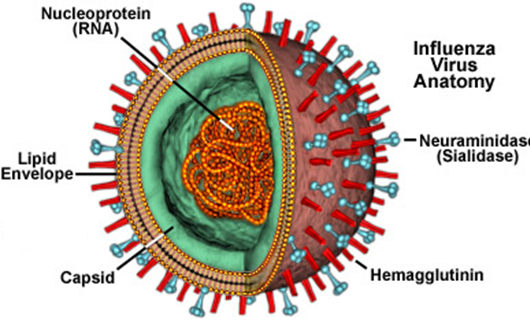 Nucleoprotein
(RNA)
Influenza
Virus
Anatomy
Neuraminidase
(Sialidase)
Lipid
Envelope
Capsid
Hemagglutinin